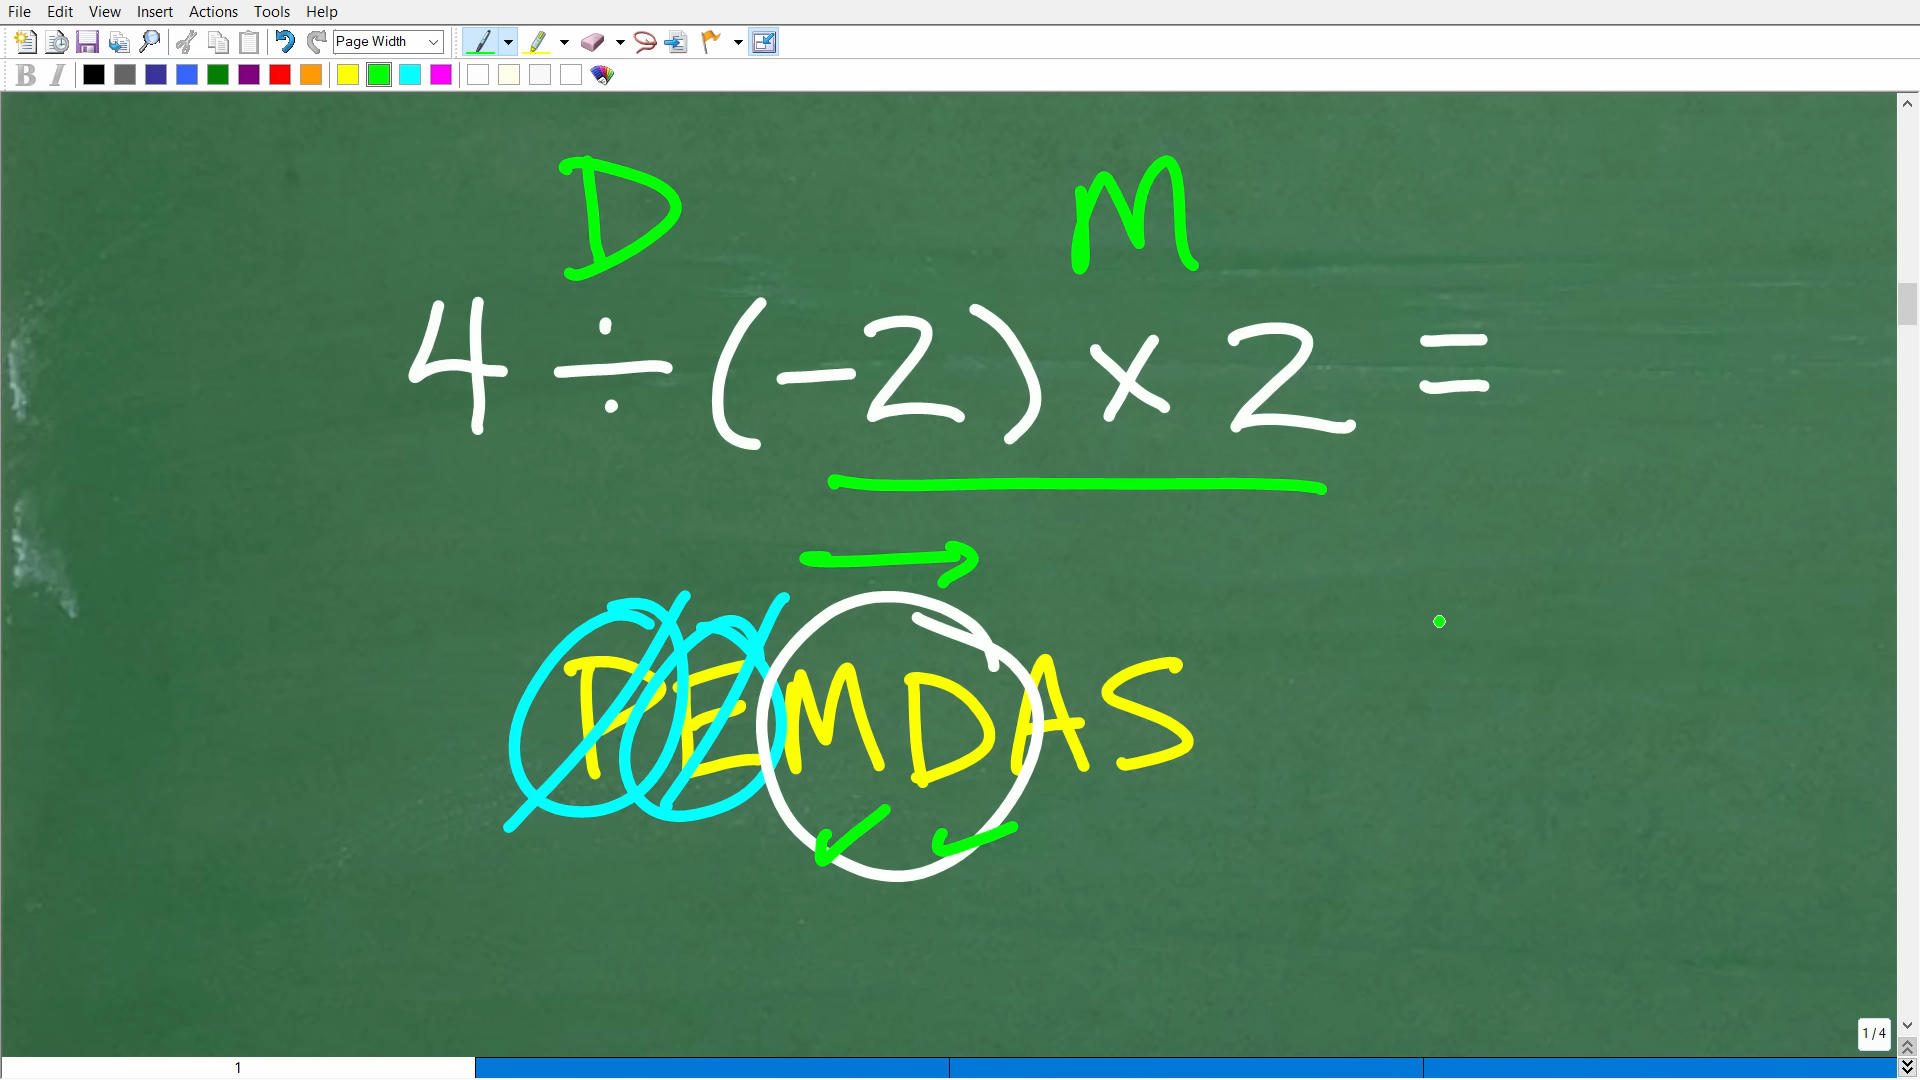 File Edit View Insert Actions Tools Help
Page Width
B I
D M
4 ÷ (-2) × 2 =
PEMDAS
1 / 4
1